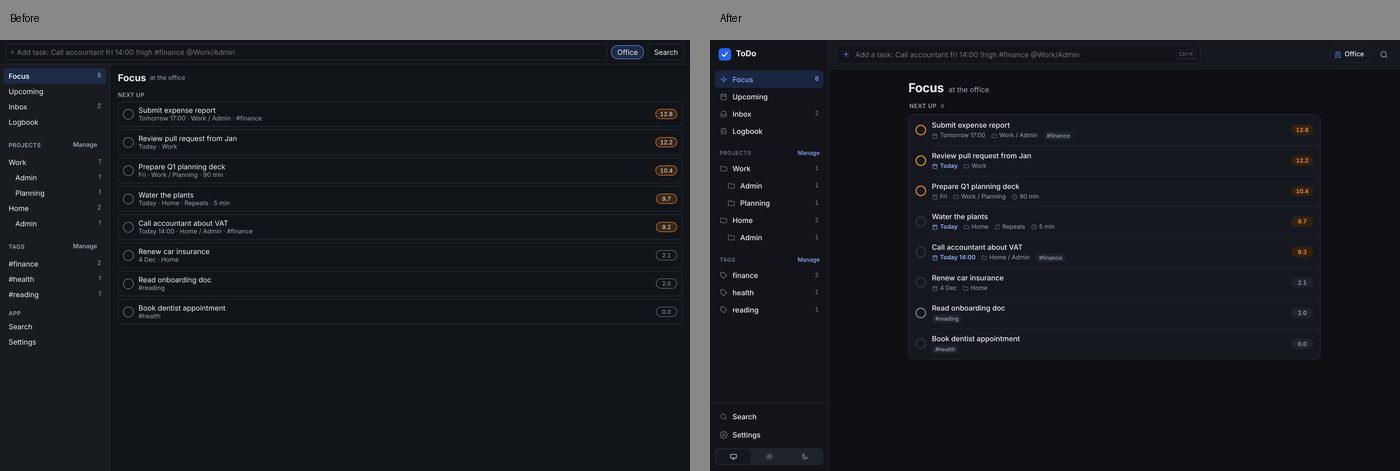 Before
+ Add task: Call accountant fri 14:00 !high #finance @Work/Admin
Office
Search
Focus 8
Upcoming
Inbox 2
Logbook
PROJECTS Manage
Work 1
Admin 1
Planning 1
Home 2
Admin 1
TAGS Manage
#finance 2
#health 1
#reading 1
APP
Search
Settings
Focus at the office
NEXT UP
Submit expense report
Tomorrow 17:00 · Work / Admin · #finance
12.8
Review pull request from Jan
Today · Work
12.2
Prepare Q1 planning deck
Fri · Work / Planning · 90 min
10.4
Water the plants
Today · Home · Repeats · 5 min
9.7
Call accountant about VAT
Today 14:00 · Home / Admin · #finance
9.2
Renew car insurance
4 Dec · Home
2.1
Read onboarding doc
#reading
2.0
Book dentist appointment
#health
0.0
After
ToDo
+ Add a task: Call accountant fri 14:00 !high #finance @Work/Admin
Ctrl K
Office
Focus 8
Upcoming
Inbox 2
Logbook
PROJECTS Manage
Work 1
Admin 1
Planning 1
Home 2
Admin 1
TAGS Manage
finance 2
health 1
reading 1
Search
Settings
Focus at the office
NEXT UP 8
Submit expense report
Tomorrow 17:00 Work / Admin #finance
12.8
Review pull request from Jan
Today Work
12.2
Prepare Q1 planning deck
Fri Work / Planning 90 min
10.4
Water the plants
Today Home Repeats 5 min
9.7
Call accountant about VAT
Today 14:00 Home / Admin #finance
9.3
Renew car insurance
4 Dec Home
2.1
Read onboarding doc
#reading
2.0
Book dentist appointment
#health
0.0